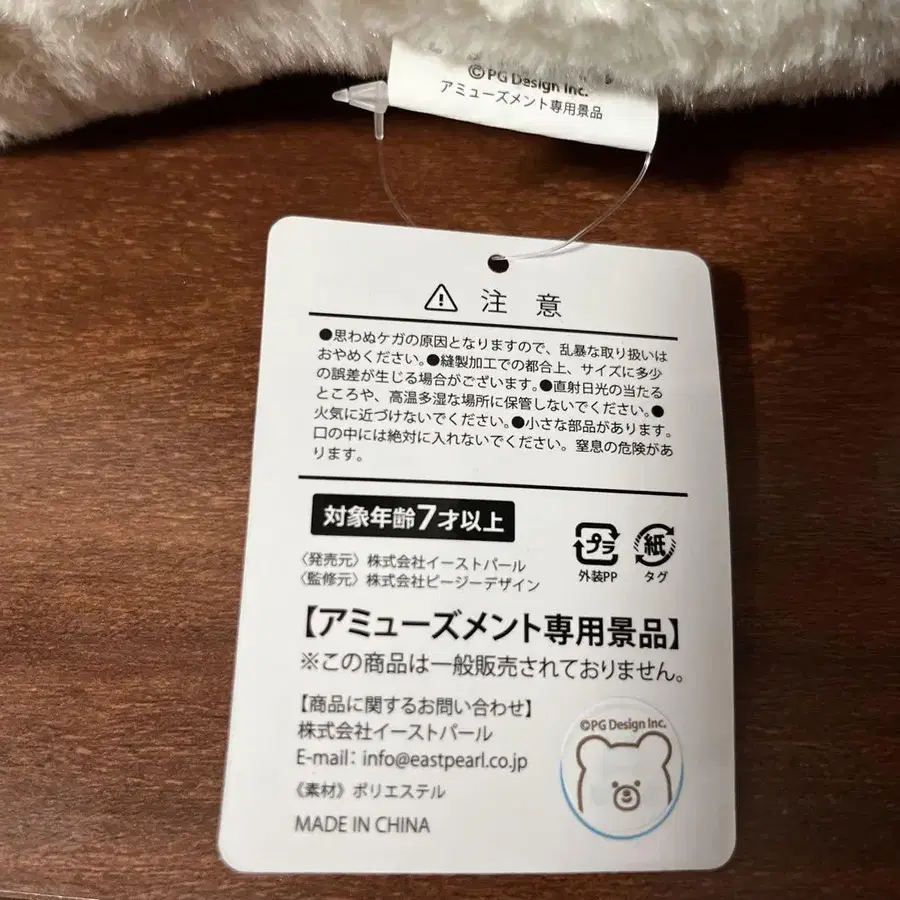 ©PG Design Inc.
アミューズメント専用景品
注意
●思わぬケガの原因となりますので、乱暴な取り扱いは
おやめください。●縫製加工での都合上、サイズに多少
の誤差が生じる場合がございます。●直射日光の当たる
ところや、高温多湿な場所に保管しないでください。●
火気に近づけないでください。●小さな部品があります。
口の中には絶対に入れないでください。窒息の危険があ
ります。
対象年齢7才以上
プラ
外装PP
紙
タグ
〈発売元〉株式会社イーストパール
〈監修元〉株式会社ピージーデザイン
【アミューズメント専用景品】
※この商品は一般販売されておりません。
【商品に関するお問い合わせ】
株式会社イーストパール
E-mail: info@eastpearl.co.jp
《素材》ポリエステル
MADE IN CHINA
©PG Design Inc.